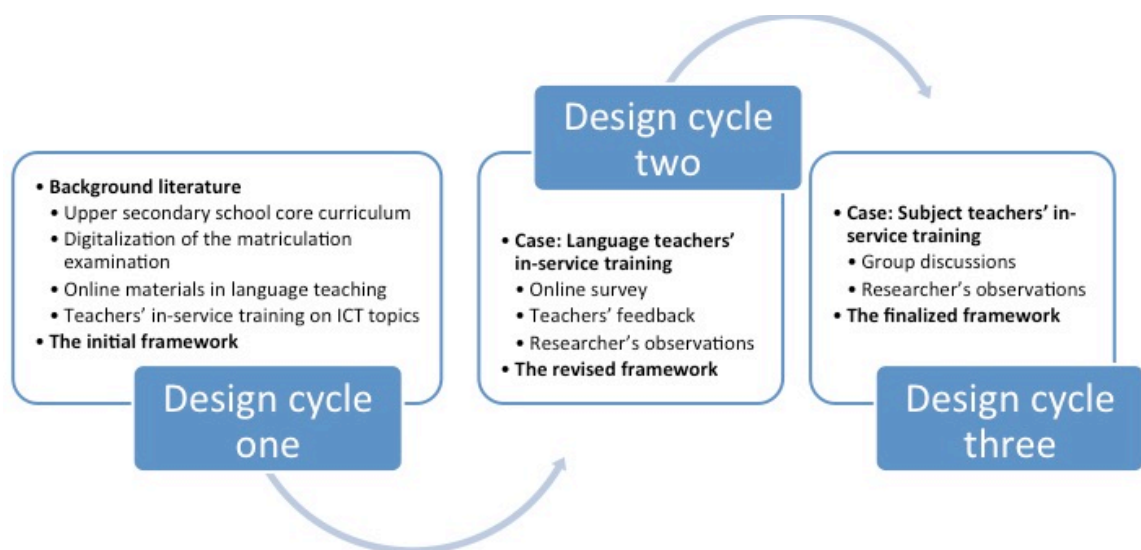 • Background literature
• Upper secondary school core curriculum
• Digitalization of the matriculation
examination
• Online materials in language teaching
• Teachers' in-service training on ICT topics
• The initial framework
Design cycle
one
Design cycle
two
• Case: Language teachers'
in-service training
• Online survey
• Teachers' feedback
• Researcher's observations
• The revised framework
• Case: Subject teachers' in-
service training
• Group discussions
• Researcher's observations
• The finalized framework
Design cycle
three